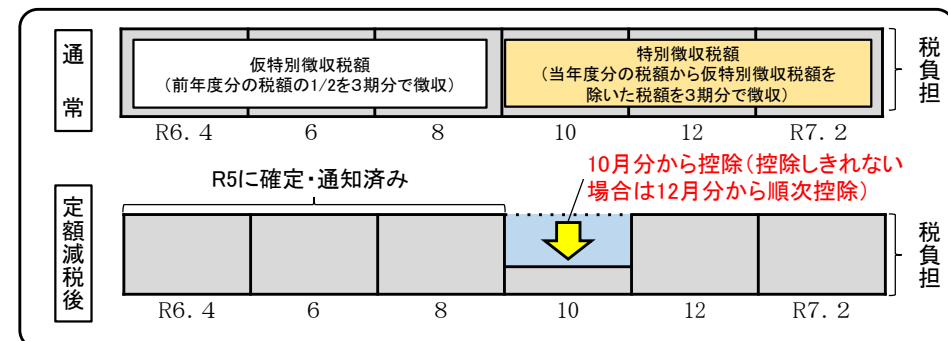 通常
仮特別徴収税額
(前年度分の税額の1/2を3期分で徴収)
特別徴収税額
(当年度分の税額から仮特別徴収税額を
除いた税額を3期分で徴収)
税負担
R6.4 6 8 10 12 R7.2
R5に確定・通知済み
10月分から控除(控除しきれない
場合は12月分から順次控除)
定額減税後
税負担
R6.4 6 8 10 12 R7.2